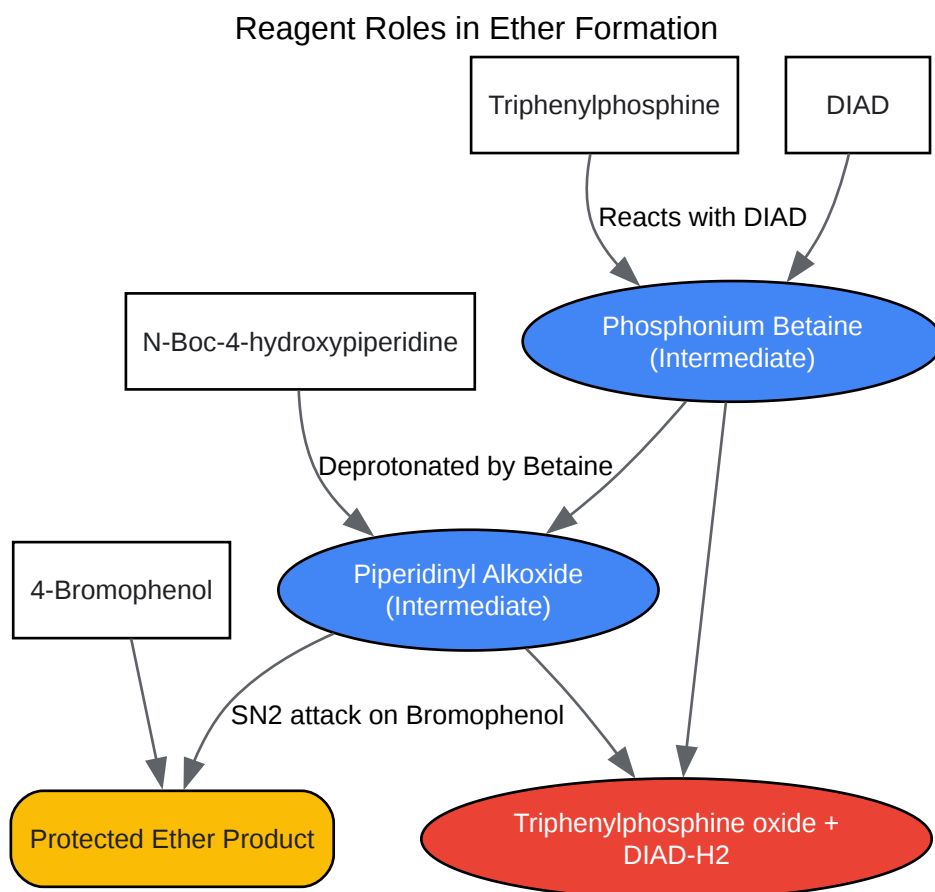 Reagent Roles in Ether Formation
Triphenylphosphine
DIAD
Reacts with DIAD
N-Boc-4-hydroxypiperidine
Phosphonium Betaine
(Intermediate)
Deprotonated by Betaine
4-Bromophenol
Piperidinyl Alkoxide
(Intermediate)
SN2 attack on Bromophenol
Protected Ether Product
Triphenylphosphine oxide +
DIAD-H2